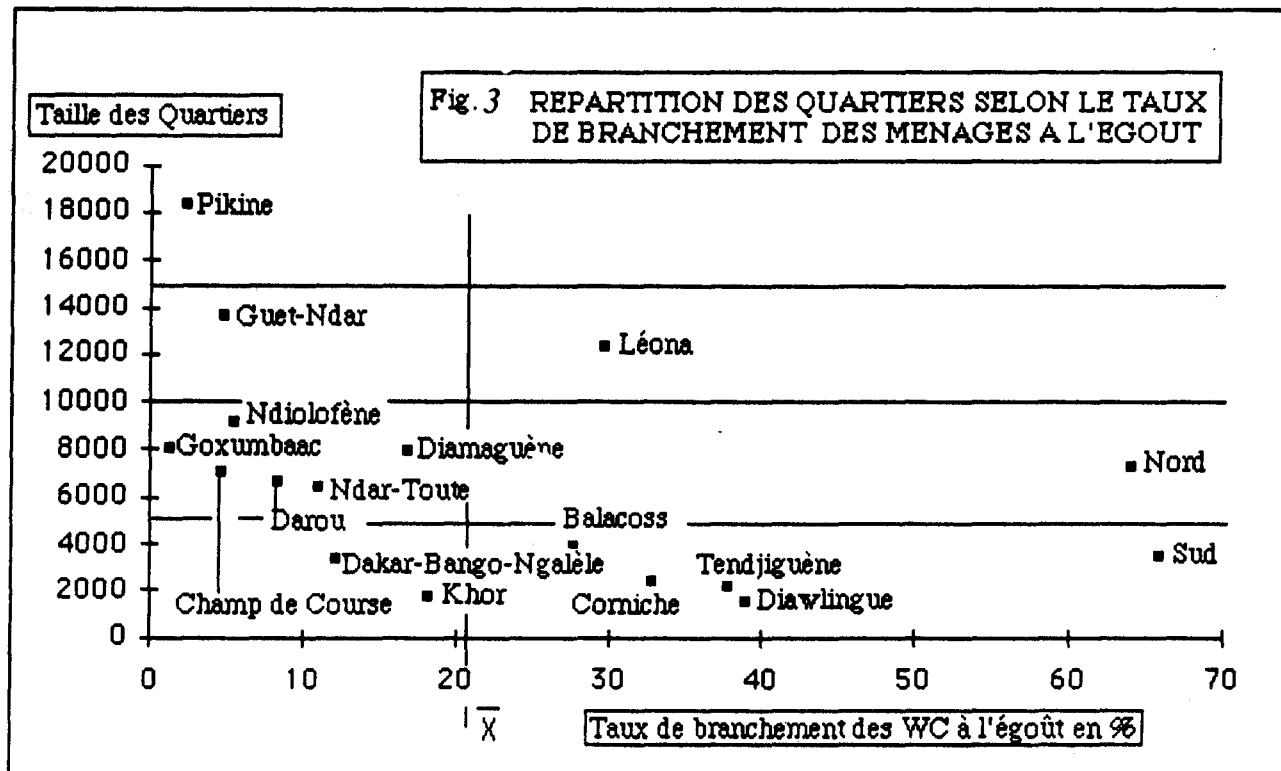 Fig. 3 REPARTITION DES QUARTIERS SELON LE TAUX
DE BRANCHEMENT DES MENAGES A L'EGOUT
Taille des Quartiers
20000
18000
16000
14000
12000
10000
8000
6000
4000
2000
0
Pikine
Guet-Ndar
Léona
Ndiolofène
Goxumbaac
Diamaguène
Nord
Ndar-Toute
Darou
Balacoss
Sud
Dakar-Bango-Ngalèle
Tendjiguène
Champ de Course
Khor
Corniche
Diawlingue
0 10 20 30 40 50 60 70
X̅
Taux de branchement des WC à l'égoût en %